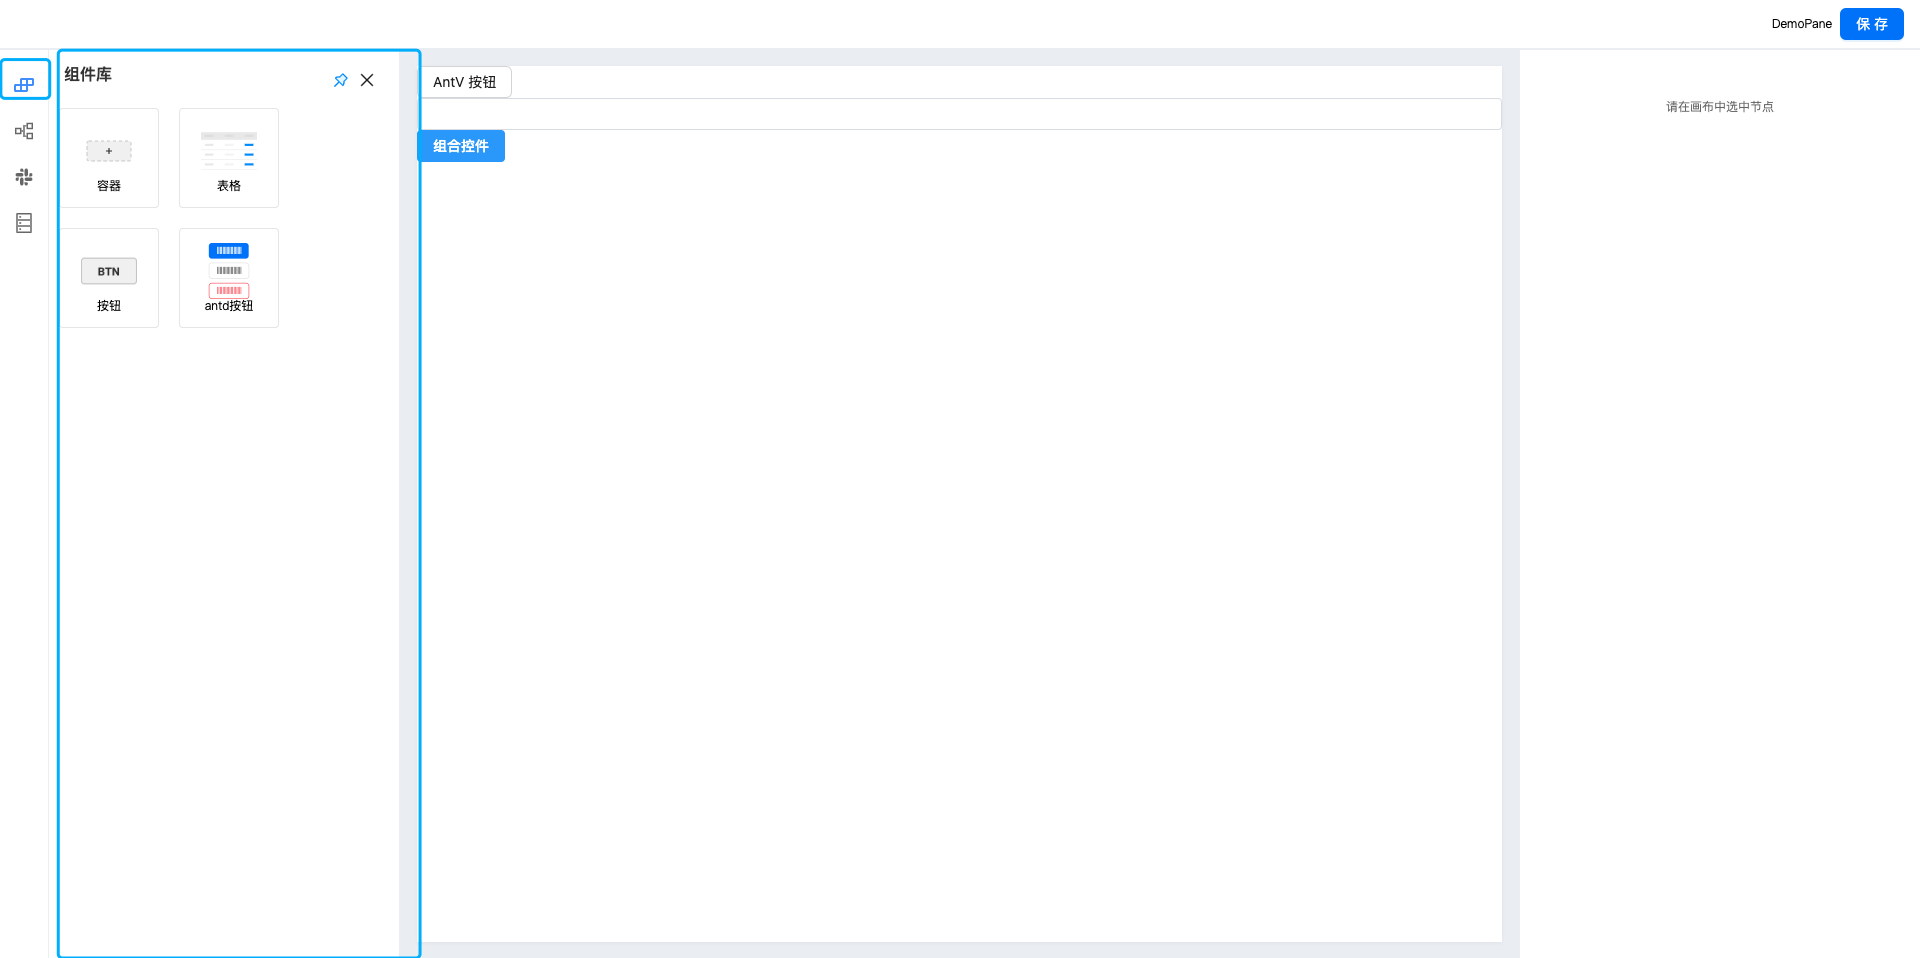 DemoPane
保 存
组件库
AntV 按钮
请在画布中选中节点
+
组合控件
容器
表格
BTN
按钮
antd按钮